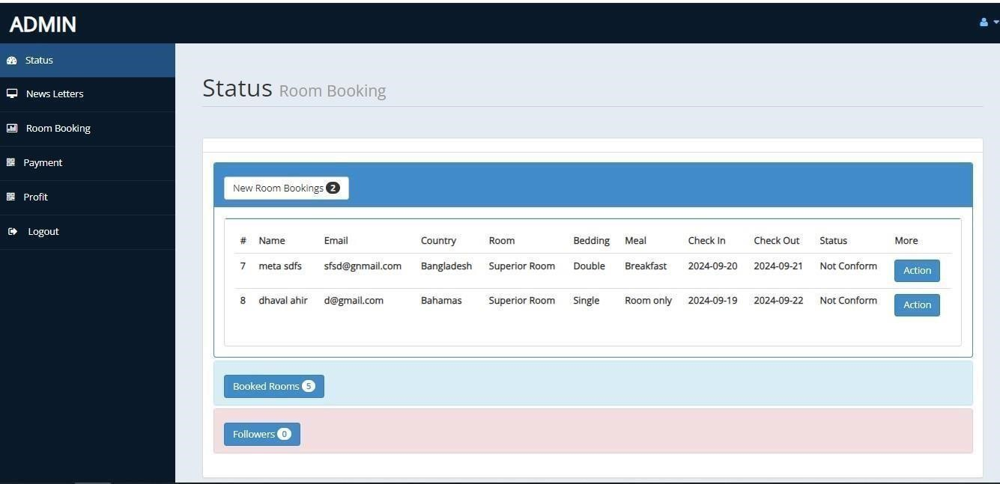 ADMIN
Status
News Letters
Room Booking
Payment
Profit
Logout
Status Room Booking
New Room Bookings 2
# Name Email Country Room Bedding Meal Check In Check Out Status More
7 meta sdfs sfsd@gnmail.com Bangladesh Superior Room Double Breakfast 2024-09-20 2024-09-21 Not Conform Action
8 dhaval ahir d@gmail.com Bahamas Superior Room Single Room only 2024-09-19 2024-09-22 Not Conform Action
Booked Rooms 5
Followers 0